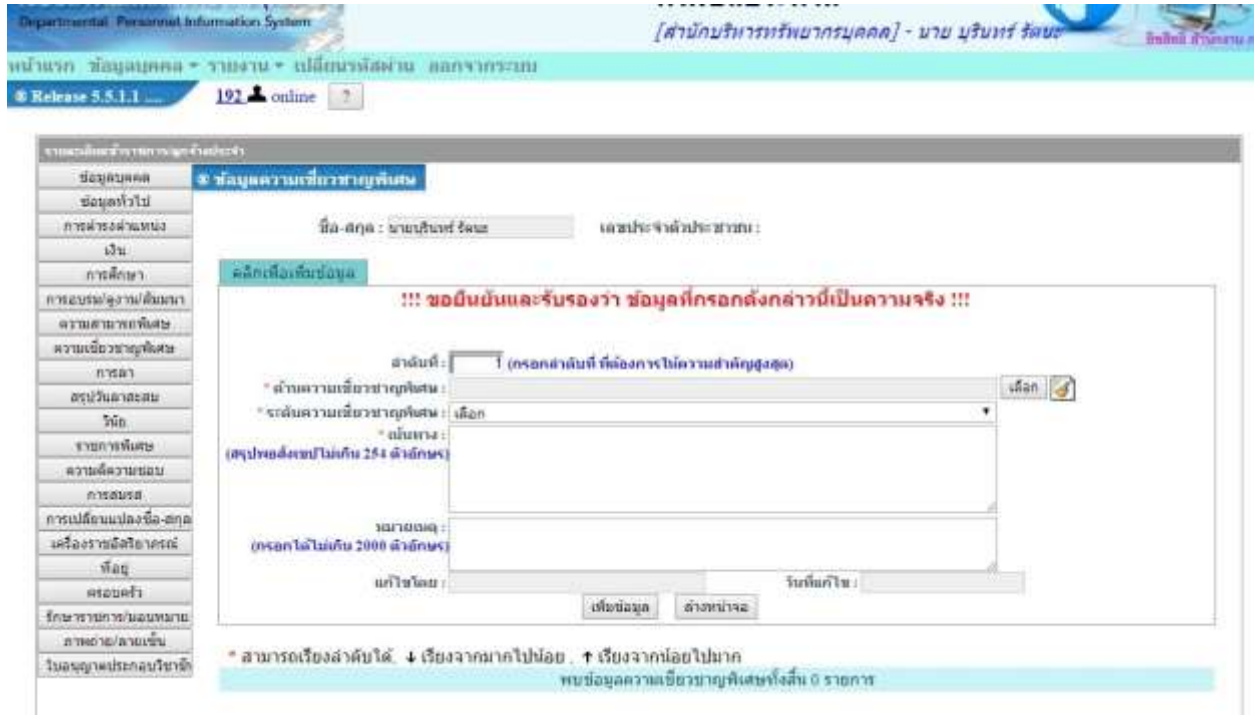 Departmental Personnel Information System
[สำนักบริหารทรัพยากรบุคคล] - นาย บุรินทร์ รัตนะ
หน้าแรก ข้อมูลบุคคล รายงาน เปลี่ยนรหัสผ่าน ออกจากระบบ
Release 5.5.1.1 ....
192 online ?
รายละเอียดข้าราชการ/ลูกจ้างประจำ
ข้อมูลบุคคล
ข้อมูลทั่วไป
การดำรงตำแหน่ง
เงิน
การศึกษา
การอบรม/ดูงาน/สัมมนา
ความสามารถพิเศษ
ความเชี่ยวชาญพิเศษ
การลา
สรุปวันลาสะสม
วินัย
ราชการพิเศษ
ความดีความชอบ
การสมรส
การเปลี่ยนแปลงชื่อ-สกุล
เครื่องราชอิสริยาภรณ์
ที่อยู่
ครอบครัว
รักษาราชการ/มอบหมาย
ภาพถ่าย/ลายเซ็น
ใบอนุญาตประกอบวิชาชี
ข้อมูลความเชี่ยวชาญพิเศษ
ชื่อ-สกุล : นายบุรินทร์ รัตนะ เลขประจำตัวประชาชน :
คลิกเพื่อเพิ่มข้อมูล
!!! ขอยืนยันและรับรองว่า ข้อมูลที่กรอกดังกล่าวนี้เป็นความจริง !!!
ลำดับที่ : 1 (กรอกลำดับที่ ที่ต้องการให้ความสำคัญสูงสุด)
* ด้านความเชี่ยวชาญพิเศษ : เลือก
* ระดับความเชี่ยวชาญพิเศษ : เลือก
* เน้นทาง :
(สรุปพอสังเขปไม่เกิน 254 ตัวอักษร)
หมายเหตุ :
(กรอกได้ไม่เกิน 2000 ตัวอักษร)
แก้ไขโดย : วันที่แก้ไข :
เพิ่มข้อมูล ล้างหน้าจอ
* สามารถเรียงลำดับได้ ↓ เรียงจากมากไปน้อย , ↑ เรียงจากน้อยไปมาก
พบข้อมูลความเชี่ยวชาญพิเศษทั้งสิ้น 0 รายการ